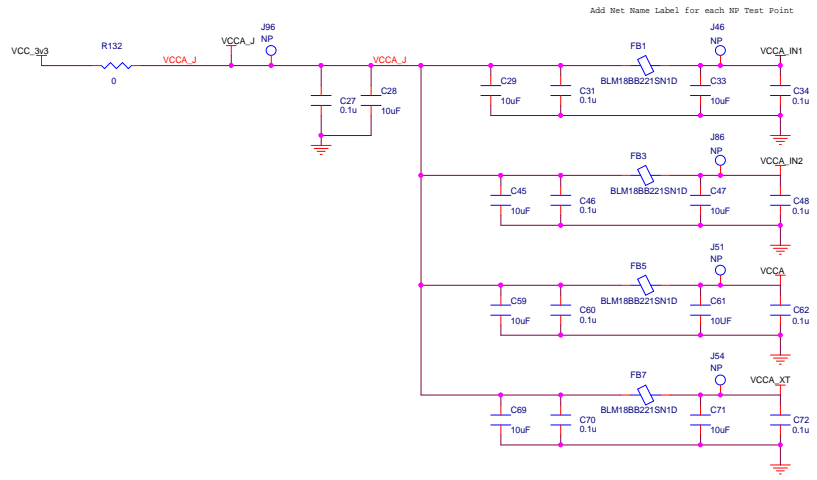 Add Net Name Label for each NP Test Point
VCC_3v3
R132
0
VCCA_J
VCCA_J
J96
NP
VCCA_J
C27
0.1u
C28
10uF
C29
10uF
C31
0.1u
FB1
BLM18BB221SN1D
J46
NP
C33
10uF
VCCA_IN1
C34
0.1u
C45
10uF
C46
0.1u
FB3
BLM18BB221SN1D
J86
NP
C47
10uF
VCCA_IN2
C48
0.1u
C59
10uF
C60
0.1u
FB5
BLM18BB221SN1D
J51
NP
C61
10UF
VCCA
C62
0.1u
C69
10uF
C70
0.1u
FB7
BLM18BB221SN1D
J54
NP
C71
10uF
VCCA_XT
C72
0.1u